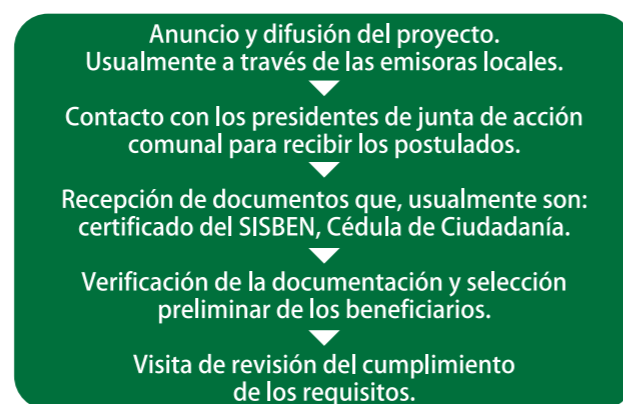 Anuncio y difusión del proyecto.
Usualmente a través de las emisoras locales.
Contacto con los presidentes de junta de acción
comunal para recibir los postulados.
Recepción de documentos que, usualmente son:
certificado del SISBEN, Cédula de Ciudadanía.
Verificación de la documentación y selección
preliminar de los beneficiarios.
Visita de revisión del cumplimiento
de los requisitos.